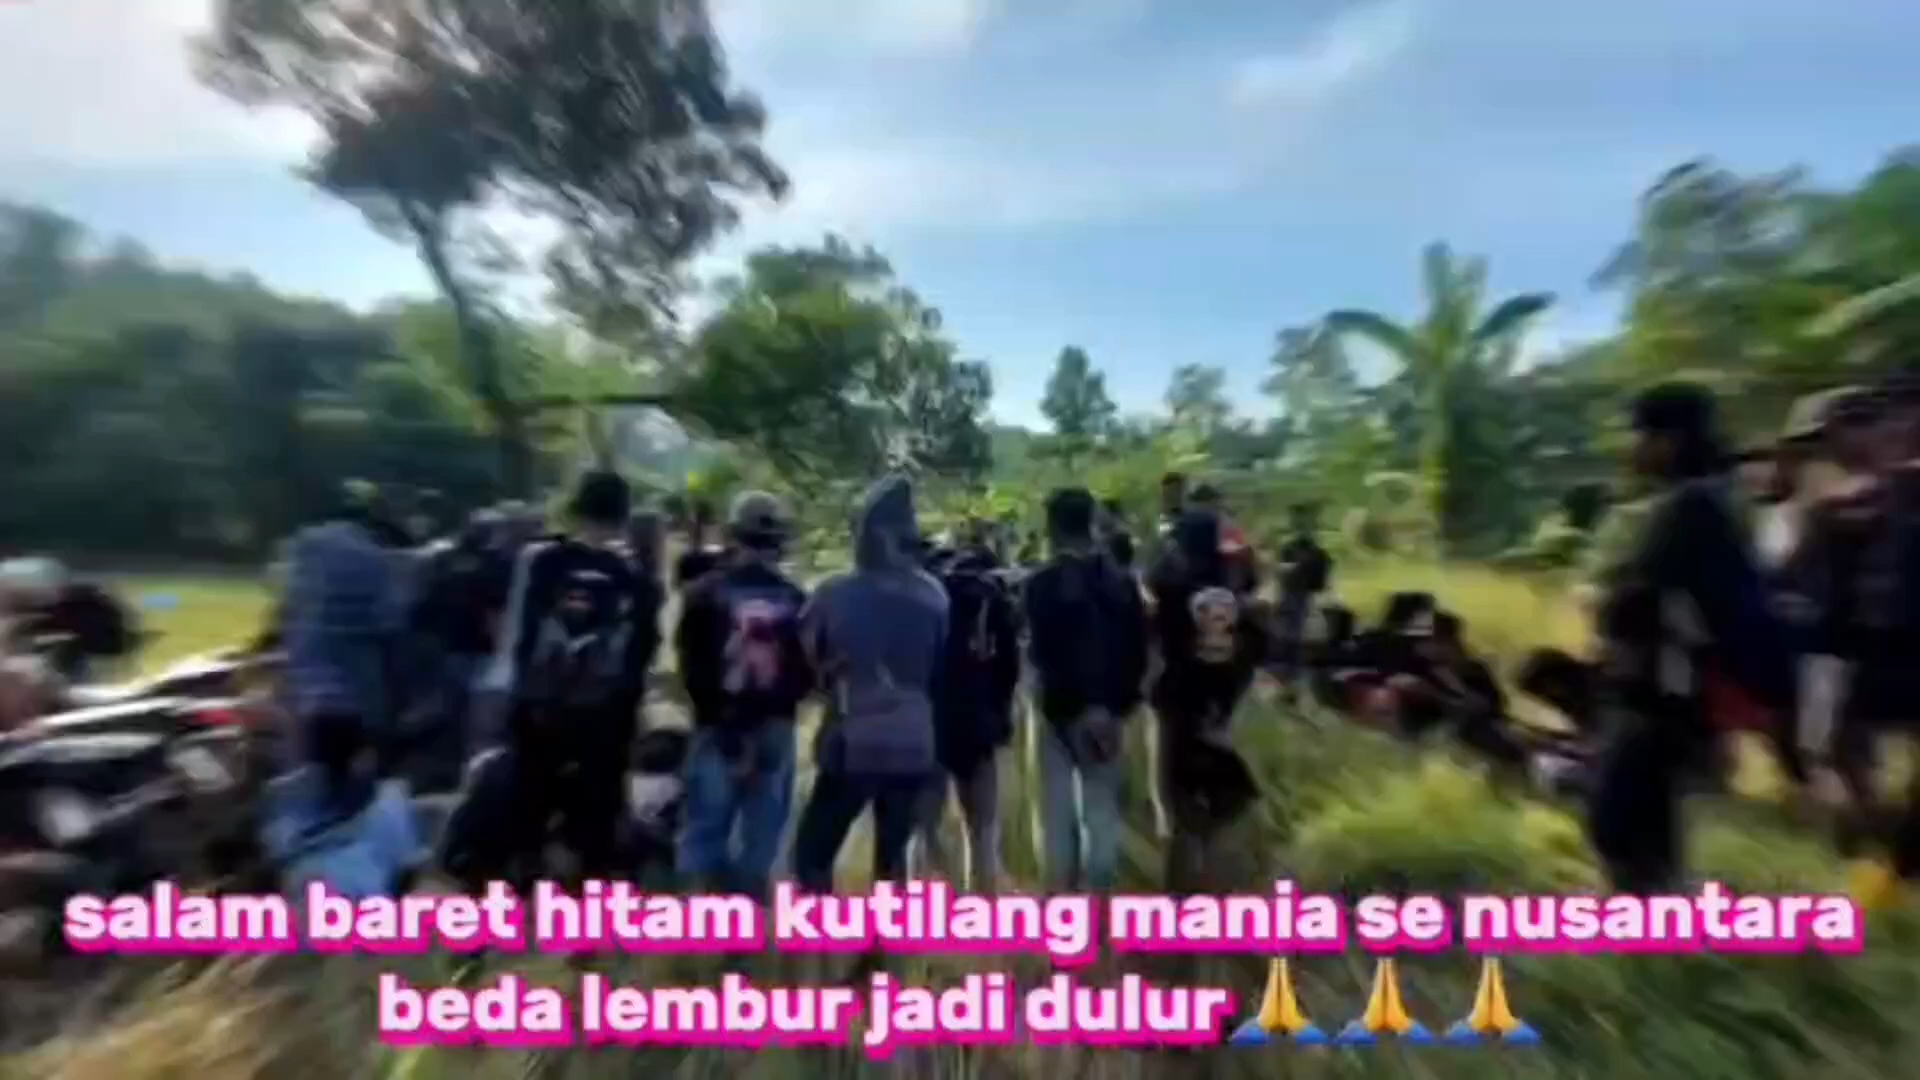 salam baret hitam kutilang mania se nusantara
beda lembur jadi dulur🙏🙏🙏